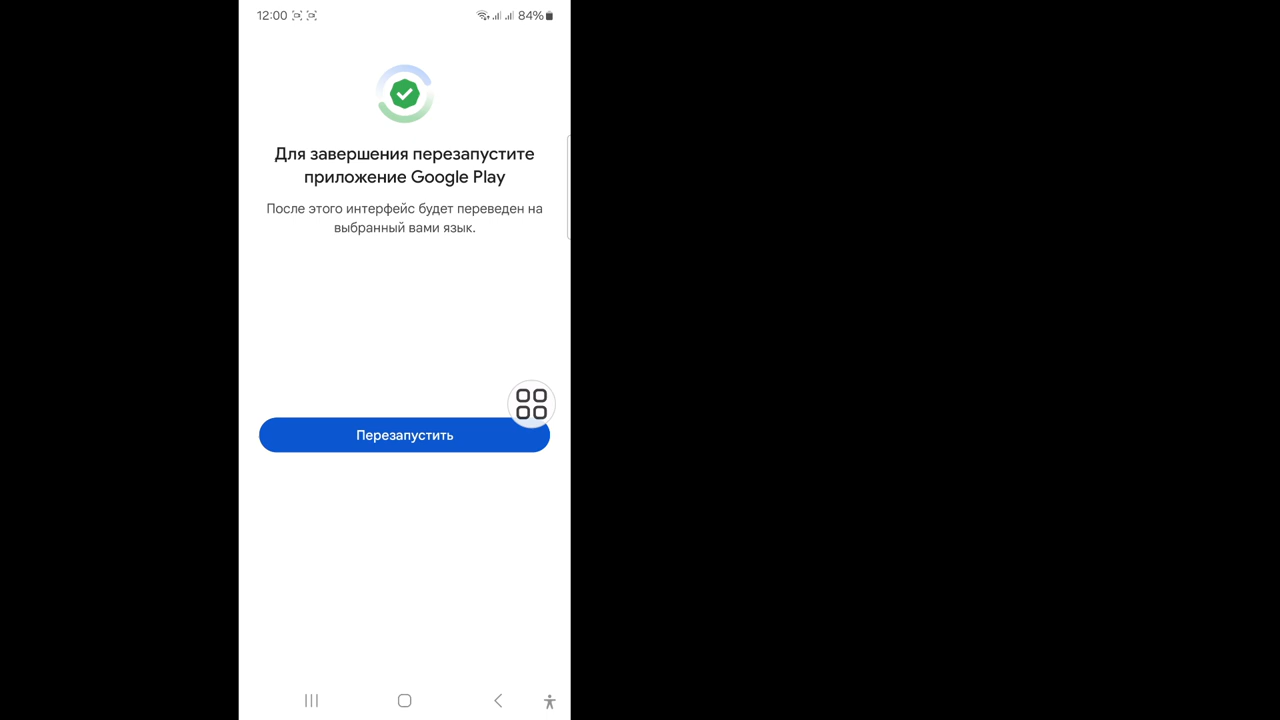 12:00 84%
Для завершения перезапустите
приложение Google Play
После этого интерфейс будет переведен на
выбранный вами язык.
Перезапустить